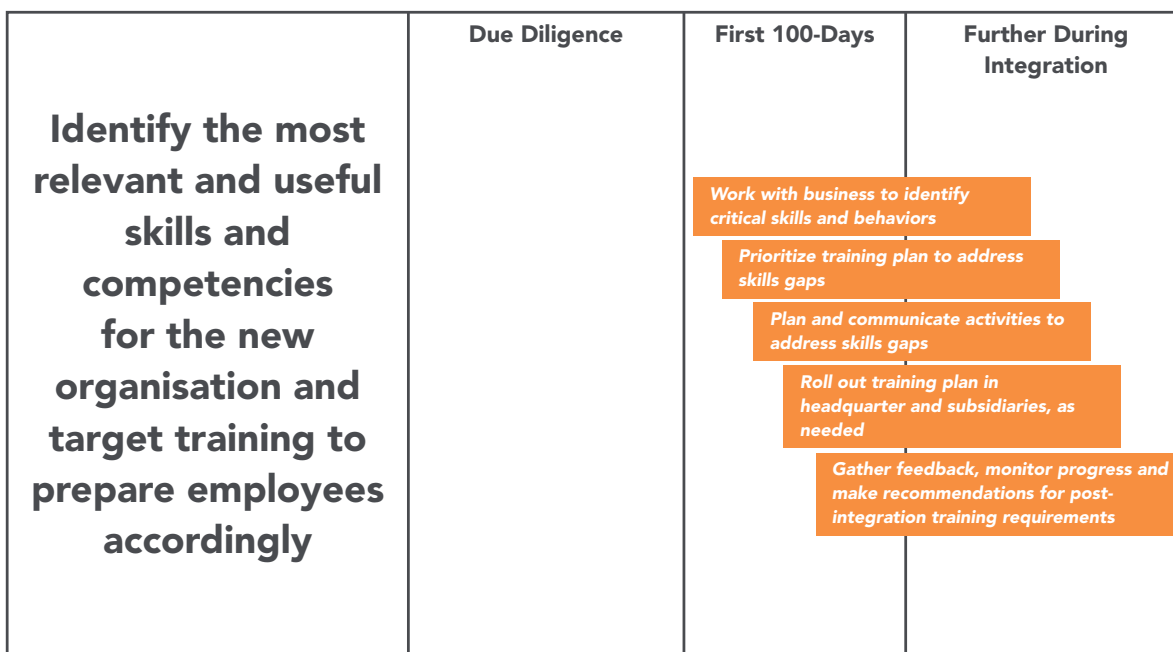 Due Diligence
First 100-Days
Further During
Integration
Identify the most
relevant and useful
skills and
competencies
for the new
organisation and
target training to
prepare employees
accordingly
Work with business to identify
critical skills and behaviors
Prioritize training plan to address
skills gaps
Plan and communicate activities to
address skills gaps
Roll out training plan in
headquarter and subsidiaries, as
needed
Gather feedback, monitor progress and
make recommendations for post-
integration training requirements